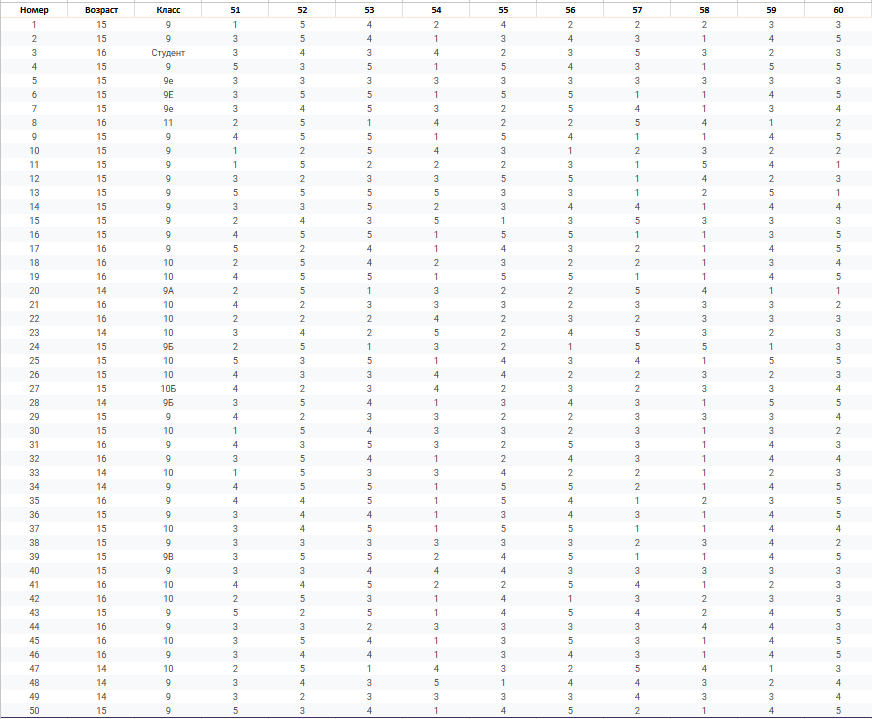 Номер Возраст Класс 51 52 53 54 55 56 57 58 59 60
1 15 9 1 5 4 2 4 2 2 2 3 3
2 15 9 3 5 4 1 3 4 3 1 4 5
3 16 Студент 3 4 3 4 2 3 5 3 2 3
4 15 9 5 3 5 1 5 4 3 1 5 5
5 15 9е 3 3 3 3 3 3 3 3 3 3
6 15 9Е 3 5 5 1 5 5 1 1 4 5
7 15 9е 3 4 5 3 2 5 4 1 3 4
8 16 11 2 5 1 4 2 2 5 4 1 2
9 15 9 4 5 5 1 5 4 1 1 4 5
10 15 9 1 2 5 4 3 1 2 3 2 2
11 15 9 1 5 2 2 2 3 1 5 4 1
12 15 9 3 2 3 3 5 5 1 4 2 3
13 15 9 5 5 5 5 3 3 1 2 5 1
14 15 9 3 3 5 2 3 4 4 1 4 4
15 15 9 2 4 3 5 1 3 5 3 3 3
16 15 9 4 5 5 1 5 5 1 1 3 5
17 16 9 5 2 4 1 4 3 2 1 4 5
18 16 10 2 5 4 2 3 2 2 1 3 4
19 16 10 4 5 5 1 5 5 1 1 4 5
20 14 9А 2 5 1 3 2 2 5 4 1 1
21 16 10 4 2 3 3 3 2 3 3 3 2
22 16 10 2 2 2 4 2 3 2 3 3 3
23 14 10 3 4 2 5 2 4 5 3 2 3
24 15 9Б 2 5 1 3 2 1 5 5 1 3
25 15 10 5 3 5 1 4 3 4 1 5 5
26 15 10 4 3 3 4 4 2 2 3 2 3
27 15 10Б 4 2 3 4 2 3 2 3 3 4
28 14 9Б 3 5 4 1 3 4 3 1 5 5
29 15 9 4 2 3 3 2 2 3 3 3 4
30 15 10 1 5 4 3 3 2 3 1 3 2
31 16 9 4 3 5 3 2 5 3 1 4 3
32 16 9 3 5 4 1 2 4 3 1 4 4
33 14 10 1 5 3 3 4 2 2 1 2 3
34 14 9 4 5 5 1 5 5 2 1 4 5
35 16 9 4 4 5 1 5 4 1 2 3 5
36 15 9 3 4 4 1 3 4 3 1 4 5
37 15 10 3 4 5 1 5 5 1 1 4 4
38 15 9 3 3 3 3 3 3 2 3 4 2
39 15 9В 3 5 5 2 4 5 1 1 4 5
40 15 9 3 3 4 4 4 3 3 3 3 3
41 16 10 4 4 5 2 2 5 4 1 2 3
42 16 10 2 5 3 1 4 1 3 2 3 3
43 15 9 5 2 5 1 4 5 4 2 4 5
44 16 9 3 3 2 3 3 3 3 4 4 3
45 16 10 3 5 4 1 3 5 3 1 4 5
46 16 9 3 4 4 1 3 4 3 1 4 5
47 14 10 2 5 1 4 3 2 5 4 1 3
48 14 9 3 4 3 5 1 4 4 3 2 4
49 14 9 3 2 3 3 3 3 4 3 3 4
50 15 9 5 3 4 1 4 5 2 1 4 5